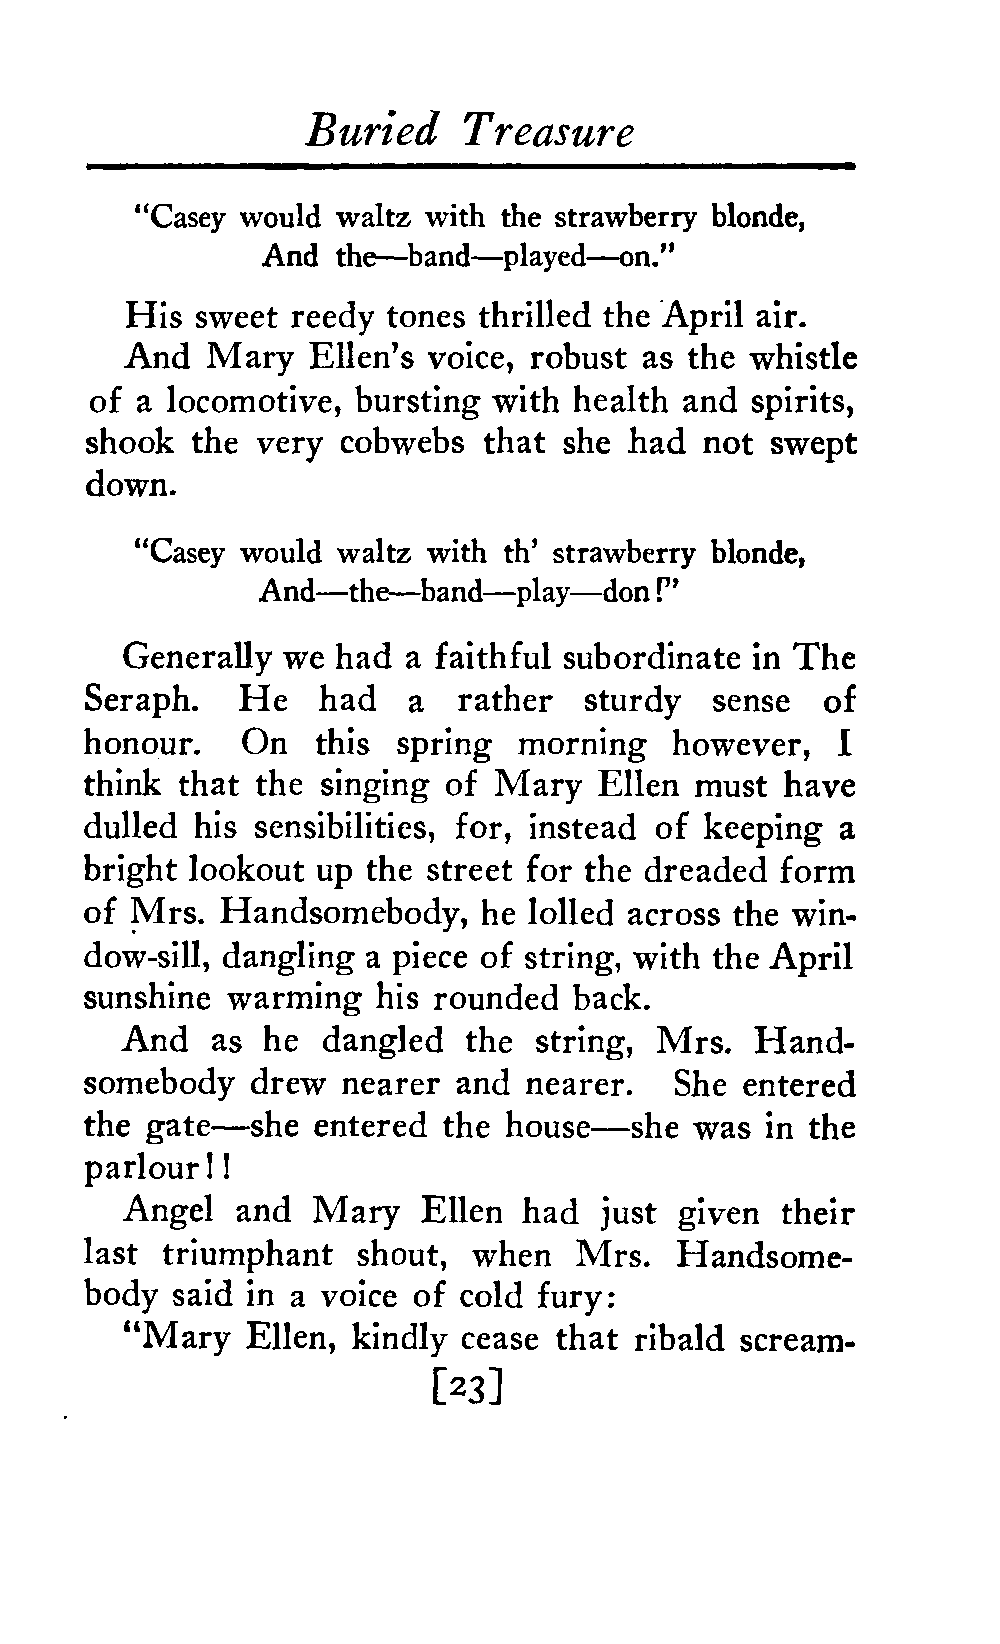 Buried Treasure
"Casey would waltz with the strawberry blonde,
And the—band—played—on."
His sweet reedy tones thrilled the April air.
And Mary Ellen's voice, robust as the whistle
of a locomotive, bursting with health and spirits,
shook the very cobwebs that she had not swept
down.
"Casey would waltz with th' strawberry blonde,
And—the—band—play—don!"
Generally we had a faithful subordinate in The
Seraph. He had a rather sturdy sense of
honour. On this spring morning however, I
think that the singing of Mary Ellen must have
dulled his sensibilities, for, instead of keeping a
bright lookout up the street for the dreaded form
of Mrs. Handsomebody, he lolled across the win-
dow-sill, dangling a piece of string, with the April
sunshine warming his rounded back.
And as he dangled the string, Mrs. Hand-
somebody drew nearer and nearer. She entered
the gate—she entered the house—she was in the
parlour!!
Angel and Mary Ellen had just given their
last triumphant shout, when Mrs. Handsome-
body said in a voice of cold fury:
"Mary Ellen, kindly cease that ribald scream-
[23]